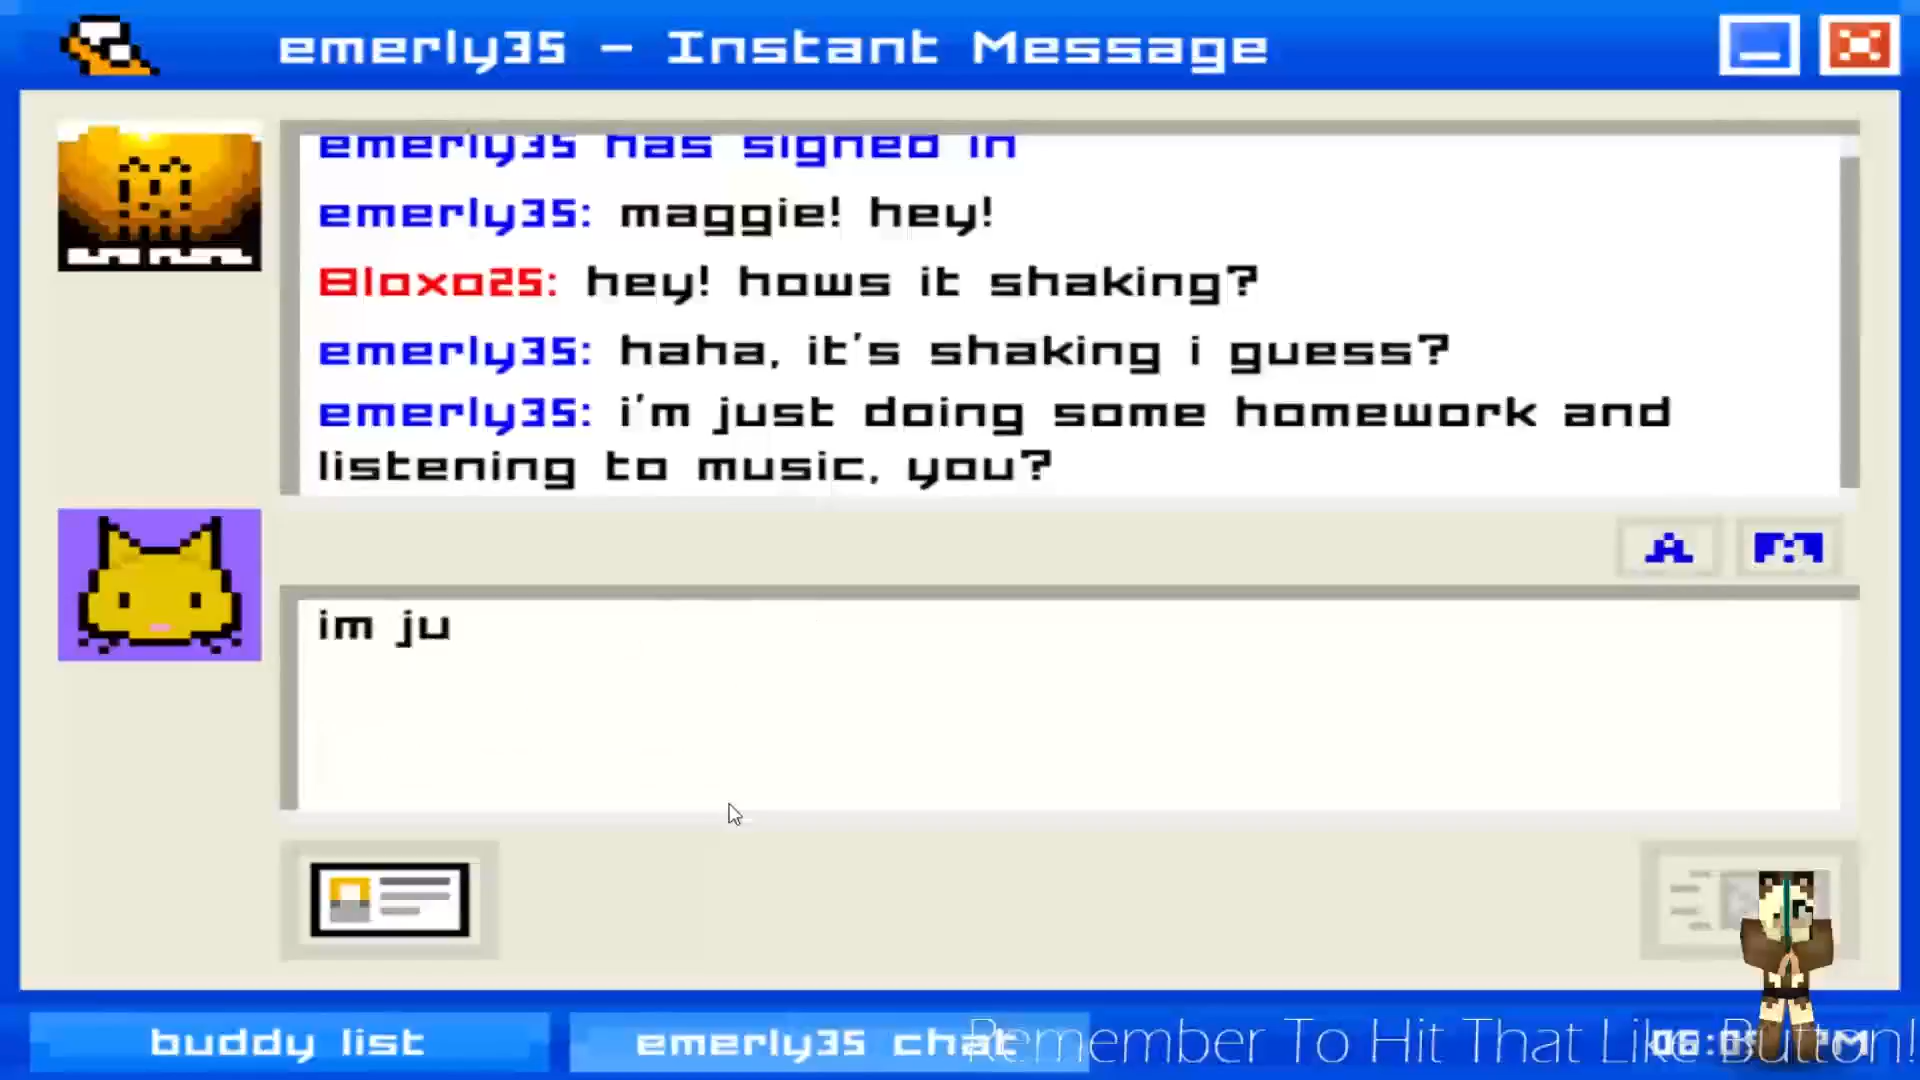 emerly35 - Instant Message
emerly35 has signed in
emerly35: maggie! hey!
Bloxo25: hey! hows it shaking?
emerly35: haha, it's shaking i guess?
emerly35: i'm just doing some homework and
listening to music, you?
A
im ju
buddy list
emerly35 chat
Remember To Hit That Like Button!